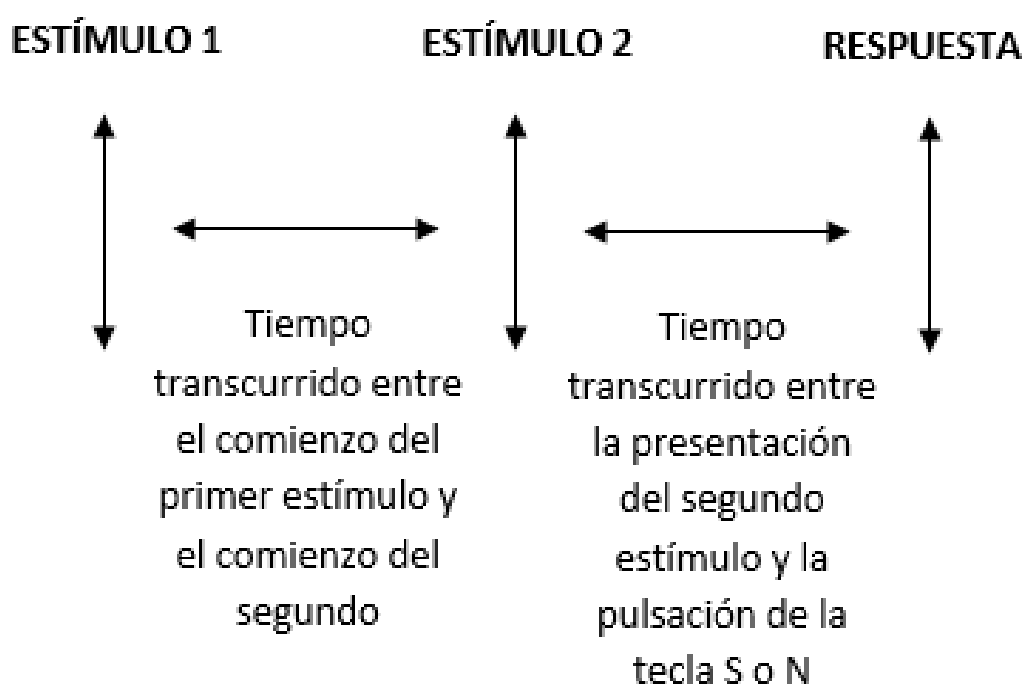 ESTÍMULO 1
ESTÍMULO 2
RESPUESTA
Tiempo
transcurrido entre
el comienzo del
primer estímulo y
el comienzo del
segundo
Tiempo
transcurrido entre
la presentación
del segundo
estímulo y la
pulsación de la
tecla S o N